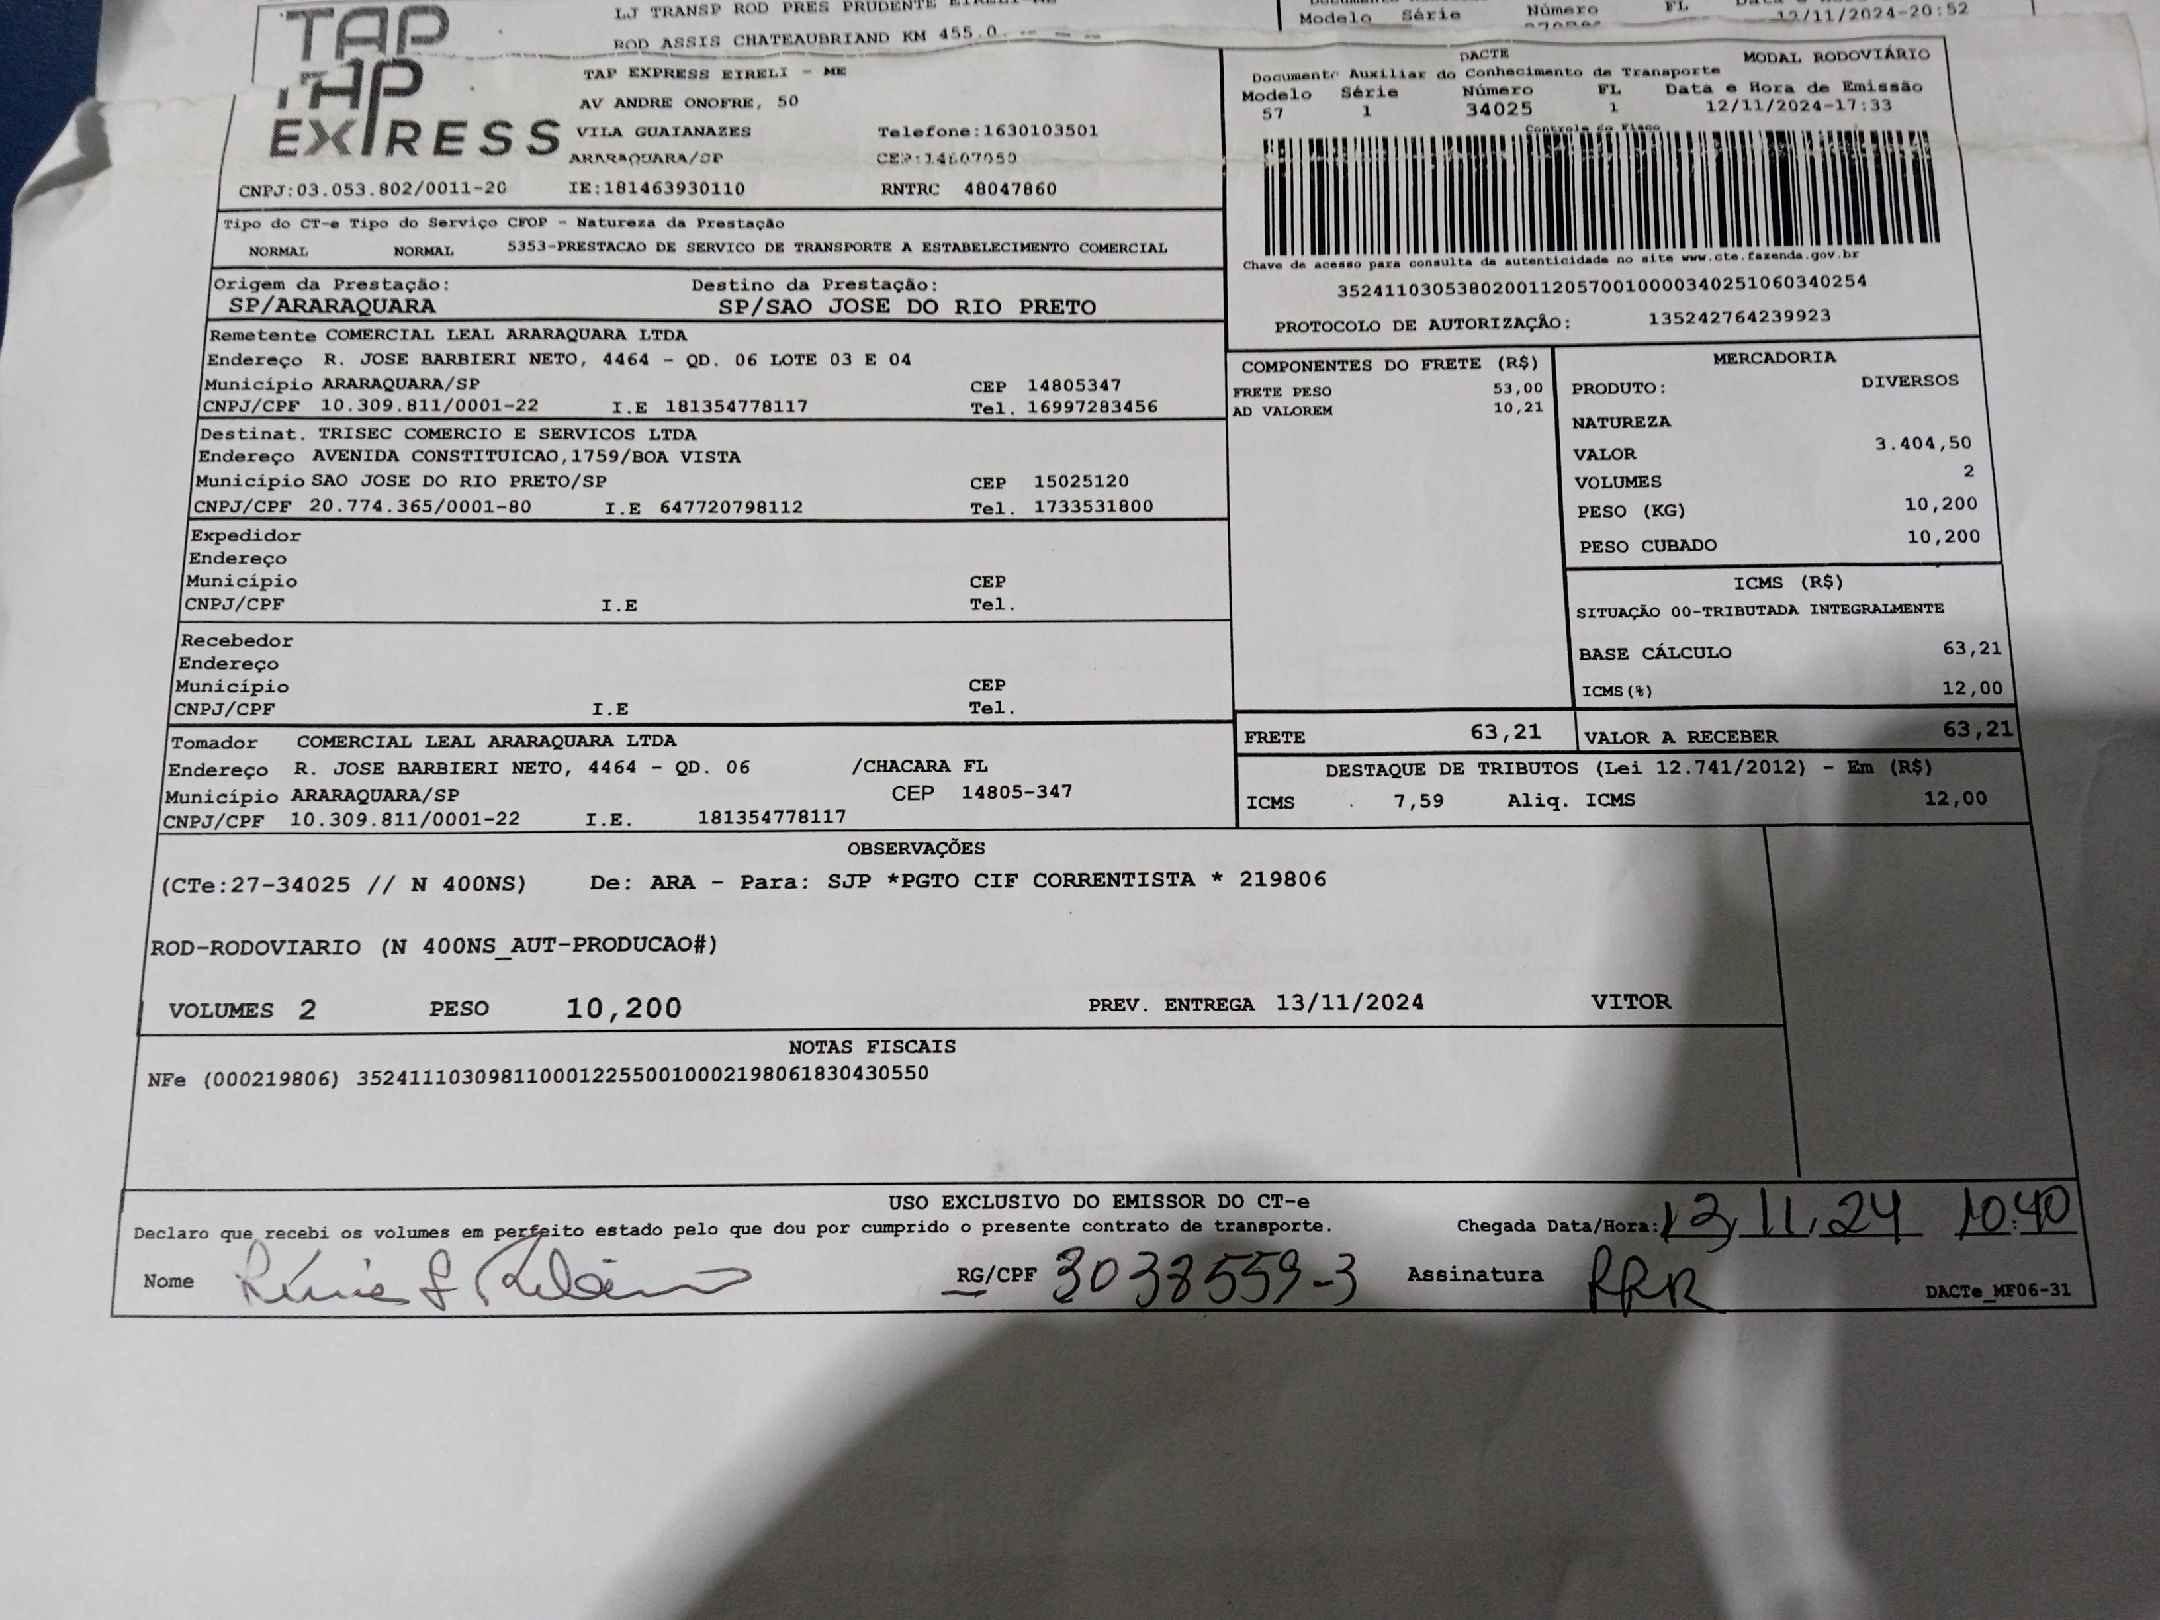 TAP
LJ TRANSP ROD PRES PRUDENTE EIRELI-ME
ROD ASSIS CHATEAUBRIAND KM 455.0
Modelo Série Número FL
12/11/2024-20:52
TAP EXPRESS
TAP EXPRESS EIRELI - ME
AV ANDRE ONOFRE, 50
VILA GUAIANAZES Telefone:1630103501
ARARAQUARA/SP CEP:14807050
CNPJ:03.053.802/0011-20 IE:181463930110 RNTRC 48047860
DACTE MODAL RODOVIÁRIO
Documento Auxiliar do Conhecimento de Transporte
Modelo Série Número FL Data e Hora de Emissão
57 1 34025 1 12/11/2024-17:33
Controle do Fisco
Chave de acesso para consulta de autenticidade no site www.cte.fazenda.gov.br
35241103053802001120570010000340251060340254
PROTOCOLO DE AUTORIZAÇÃO: 135242764239923
Tipo do CT-e Tipo do Serviço CFOP - Natureza da Prestação
NORMAL NORMAL 5353-PRESTACAO DE SERVICO DE TRANSPORTE A ESTABELECIMENTO COMERCIAL
Origem da Prestação: Destino da Prestação:
SP/ARARAQUARA SP/SAO JOSE DO RIO PRETO
Remetente COMERCIAL LEAL ARARAQUARA LTDA
Endereço R. JOSE BARBIERI NETO, 4464 - QD. 06 LOTE 03 E 04
Município ARARAQUARA/SP CEP 14805347
CNPJ/CPF 10.309.811/0001-22 I.E 181354778117 Tel. 16997283456
Destinat. TRISEC COMERCIO E SERVICOS LTDA
Endereço AVENIDA CONSTITUICAO,1759/BOA VISTA
Município SAO JOSE DO RIO PRETO/SP CEP 15025120
CNPJ/CPF 20.774.365/0001-80 I.E 647720798112 Tel. 1733531800
Expedidor
Endereço
Município CEP
CNPJ/CPF I.E Tel.
Recebedor
Endereço
Município CEP
CNPJ/CPF I.E Tel.
Tomador COMERCIAL LEAL ARARAQUARA LTDA
Endereço R. JOSE BARBIERI NETO, 4464 - QD. 06 /CHACARA FL
Município ARARAQUARA/SP CEP 14805-347
CNPJ/CPF 10.309.811/0001-22 I.E. 181354778117
COMPONENTES DO FRETE (R$)
FRETE PESO 53,00
AD VALOREM 10,21
MERCADORIA
PRODUTO: DIVERSOS
NATUREZA
VALOR 3.404,50
VOLUMES 2
PESO (KG) 10,200
PESO CUBADO 10,200
ICMS (R$)
SITUAÇÃO 00-TRIBUTADA INTEGRALMENTE
BASE CÁLCULO 63,21
ICMS(%) 12,00
FRETE 63,21 VALOR A RECEBER 63,21
DESTAQUE DE TRIBUTOS (Lei 12.741/2012) - Em (R$)
ICMS . 7,59 Aliq. ICMS 12,00
OBSERVAÇÕES
(CTe:27-34025 // N 400NS) De: ARA - Para: SJP *PGTO CIF CORRENTISTA * 219806
ROD-RODOVIARIO (N 400NS_AUT-PRODUCAO#)
VOLUMES 2 PESO 10,200 PREV. ENTREGA 13/11/2024 VITOR
NOTAS FISCAIS
NFe (000219806) 35241110309811000122550010002198061830430550
USO EXCLUSIVO DO EMISSOR DO CT-e
Declaro que recebi os volumes em perfeito estado pelo que dou por cumprido o presente contrato de transporte. Chegada Data/Hora: 13 11 24 10:40
Nome RG/CPF 3038559-3 Assinatura RRR
DACTe_MF06-31